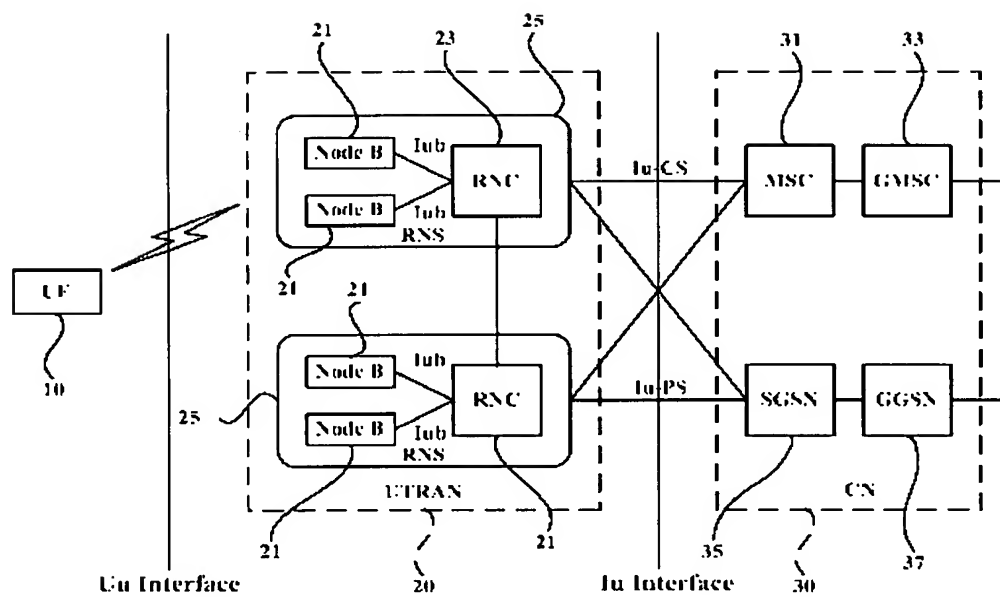 21
23
25
31
33
Node B
Iub
RNC
Node B
Iub
RNS
21
Iu-CS
MSC
GMSC
UE
10
21
Node B
Iub
RNC
Node B
Iub
RNS
25
Iu-PS
SGSN
GGSN
UTRAN
CN
21
20
21
35
30
37
Uu Interface
Iu Interface